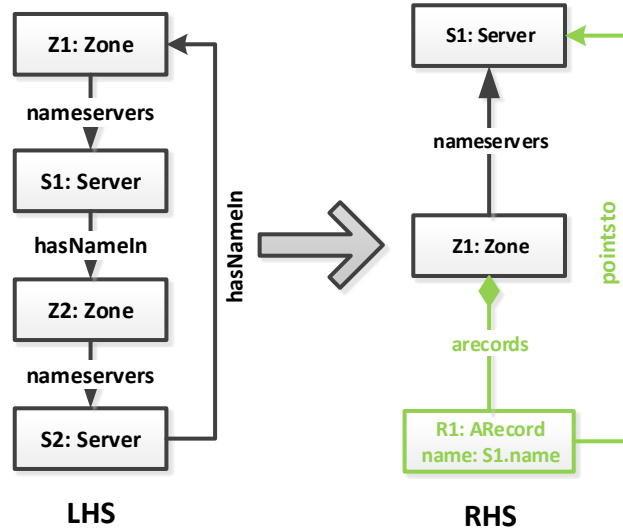 Z1: Zone
nameservers
S1: Server
hasNameIn
Z2: Zone
nameservers
S2: Server
hasNameIn
LHS
S1: Server
nameservers
Z1: Zone
arecords
R1: ARecord
name: S1.name
pointsto
RHS